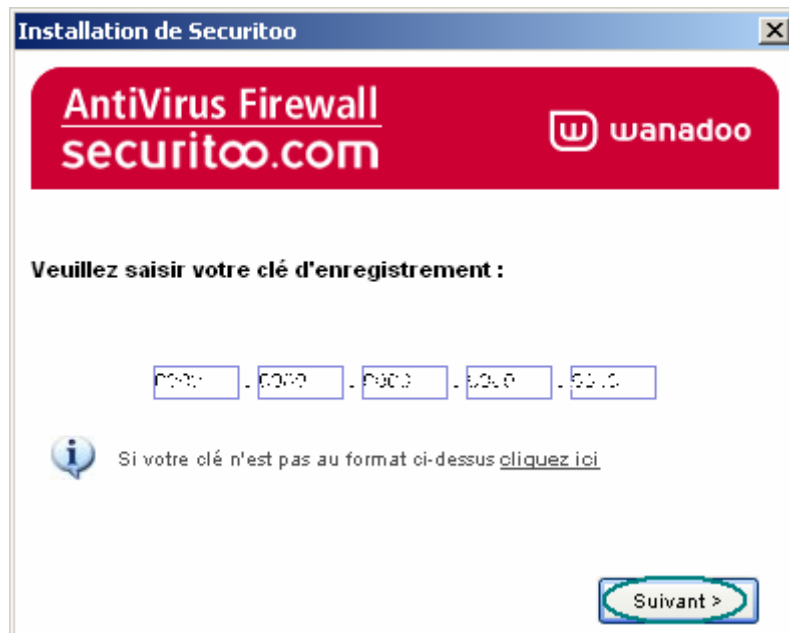 Installation de Securitoo
AntiVirus Firewall
securitoo.com
wanadoo
Veuillez saisir votre clé d'enregistrement :
Si votre clé n'est pas au format ci-dessus cliquez ici
Suivant >